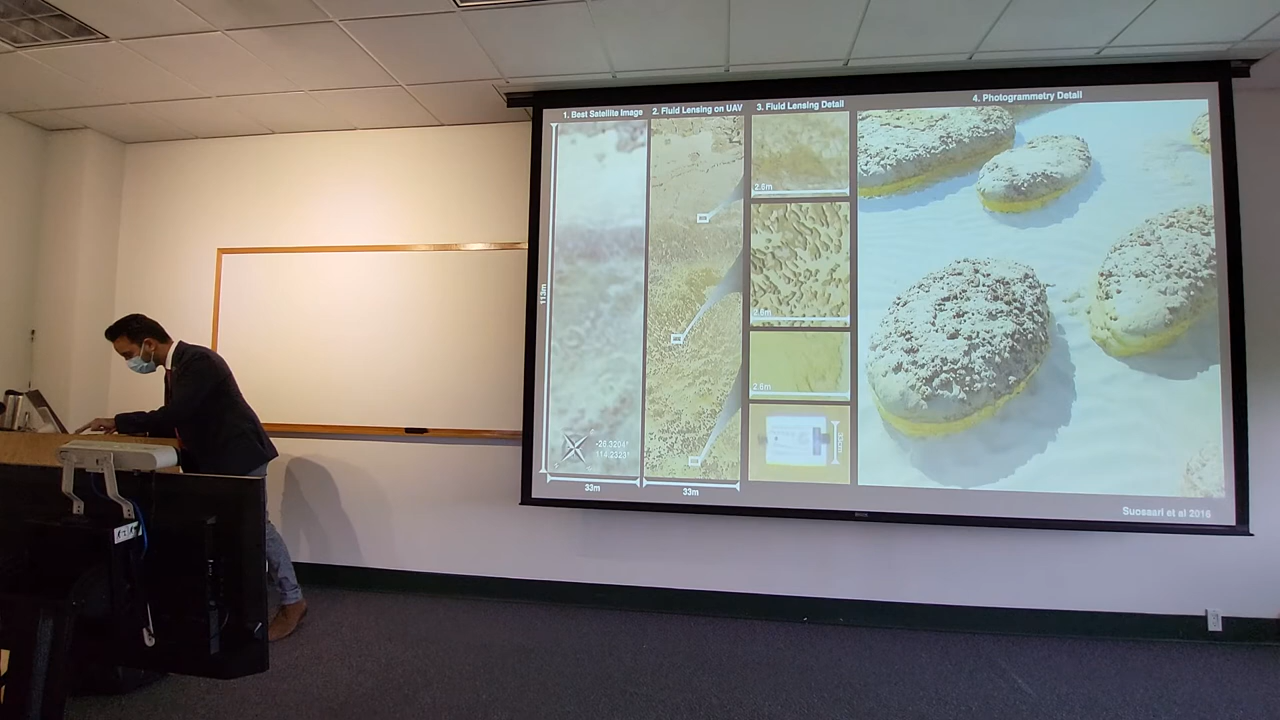 1. Best Satellite Image
2. Fluid Lensing on UAV
3. Fluid Lensing Detail
4. Photogrammetry Detail
113m
2.6m
2.6m
2.6m
-26.3204°
114.2323°
33m
33m
Suosaari et al 2016